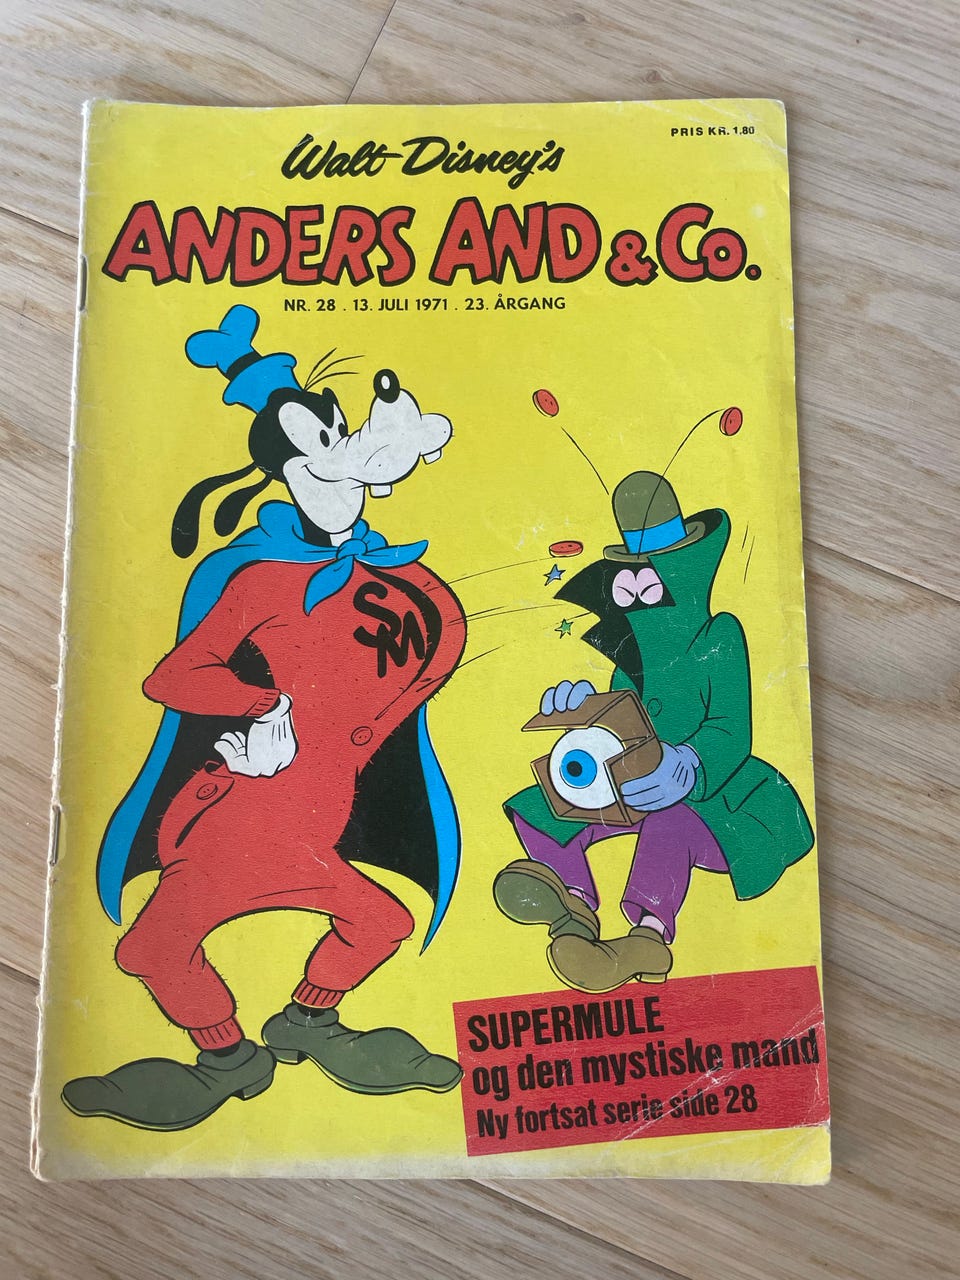 PRIS KR. 1,80
Walt Disney's
ANDERS AND & Co.
NR. 28 . 13. JULI 1971 . 23. ÅRGANG
SM
SUPERMULE
og den mystiske mand
Ny fortsat serie side 28